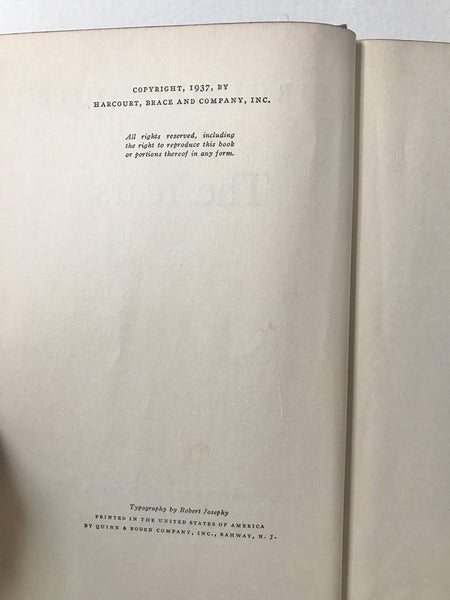 COPYRIGHT, 1937, BY
HARCOURT, BRACE AND COMPANY, INC.
All rights reserved, including
the right to reproduce this book
or portions thereof in any form.
Typography by Robert Josephy
PRINTED IN THE UNITED STATES OF AMERICA
BY QUINN & BODEN COMPANY, INC., RAHWAY, N. J.